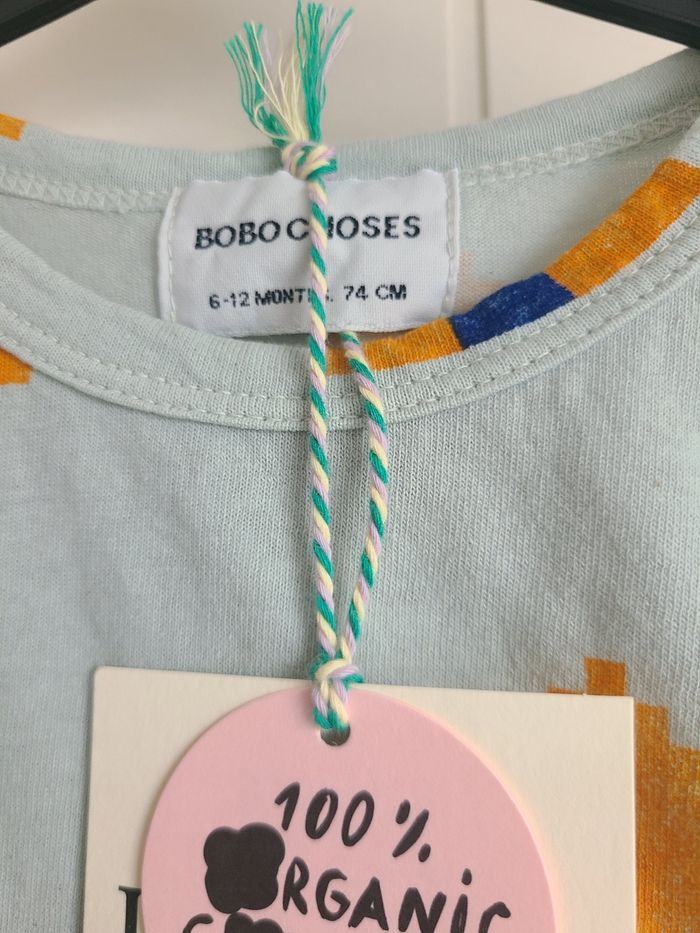 BOBO CHOSES
6-12 MONTHS. 74 CM
100%
ORGANIC